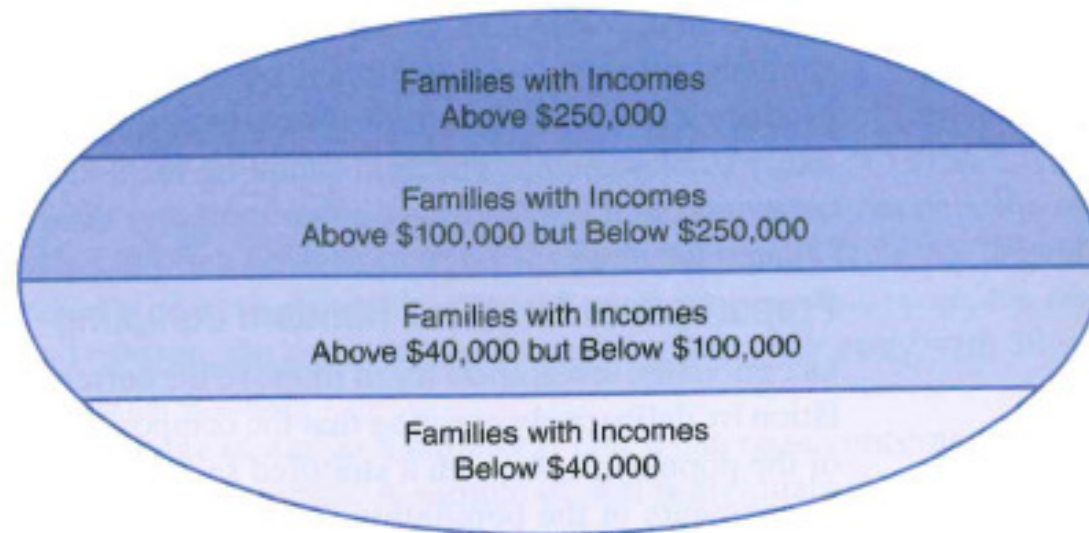 Families with Incomes
Above $250,000
Families with Incomes
Above $100,000 but Below $250,000
Families with Incomes
Above $40,000 but Below $100,000
Families with Incomes
Below $40,000